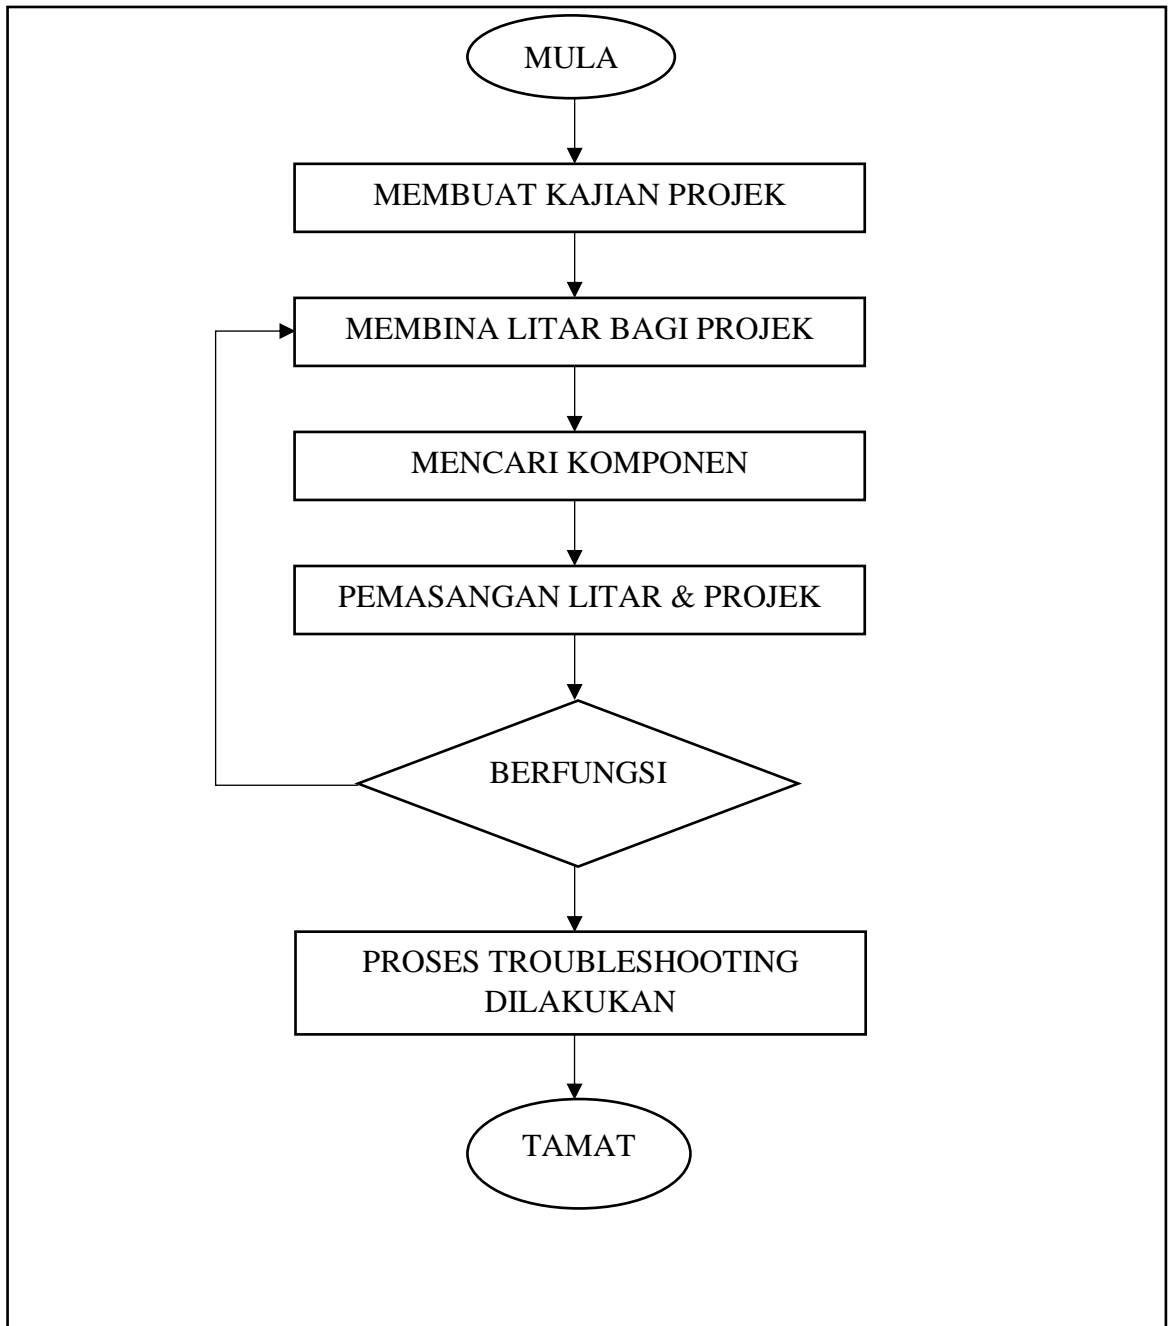 MULA
MEMBUAT KAJIAN PROJEK
MEMBINA LITAR BAGI PROJEK
MENCARI KOMPONEN
PEMASANGAN LITAR & PROJEK
BERFUNGSI
PROSES TROUBLESHOOTING
DILAKUKAN
TAMAT